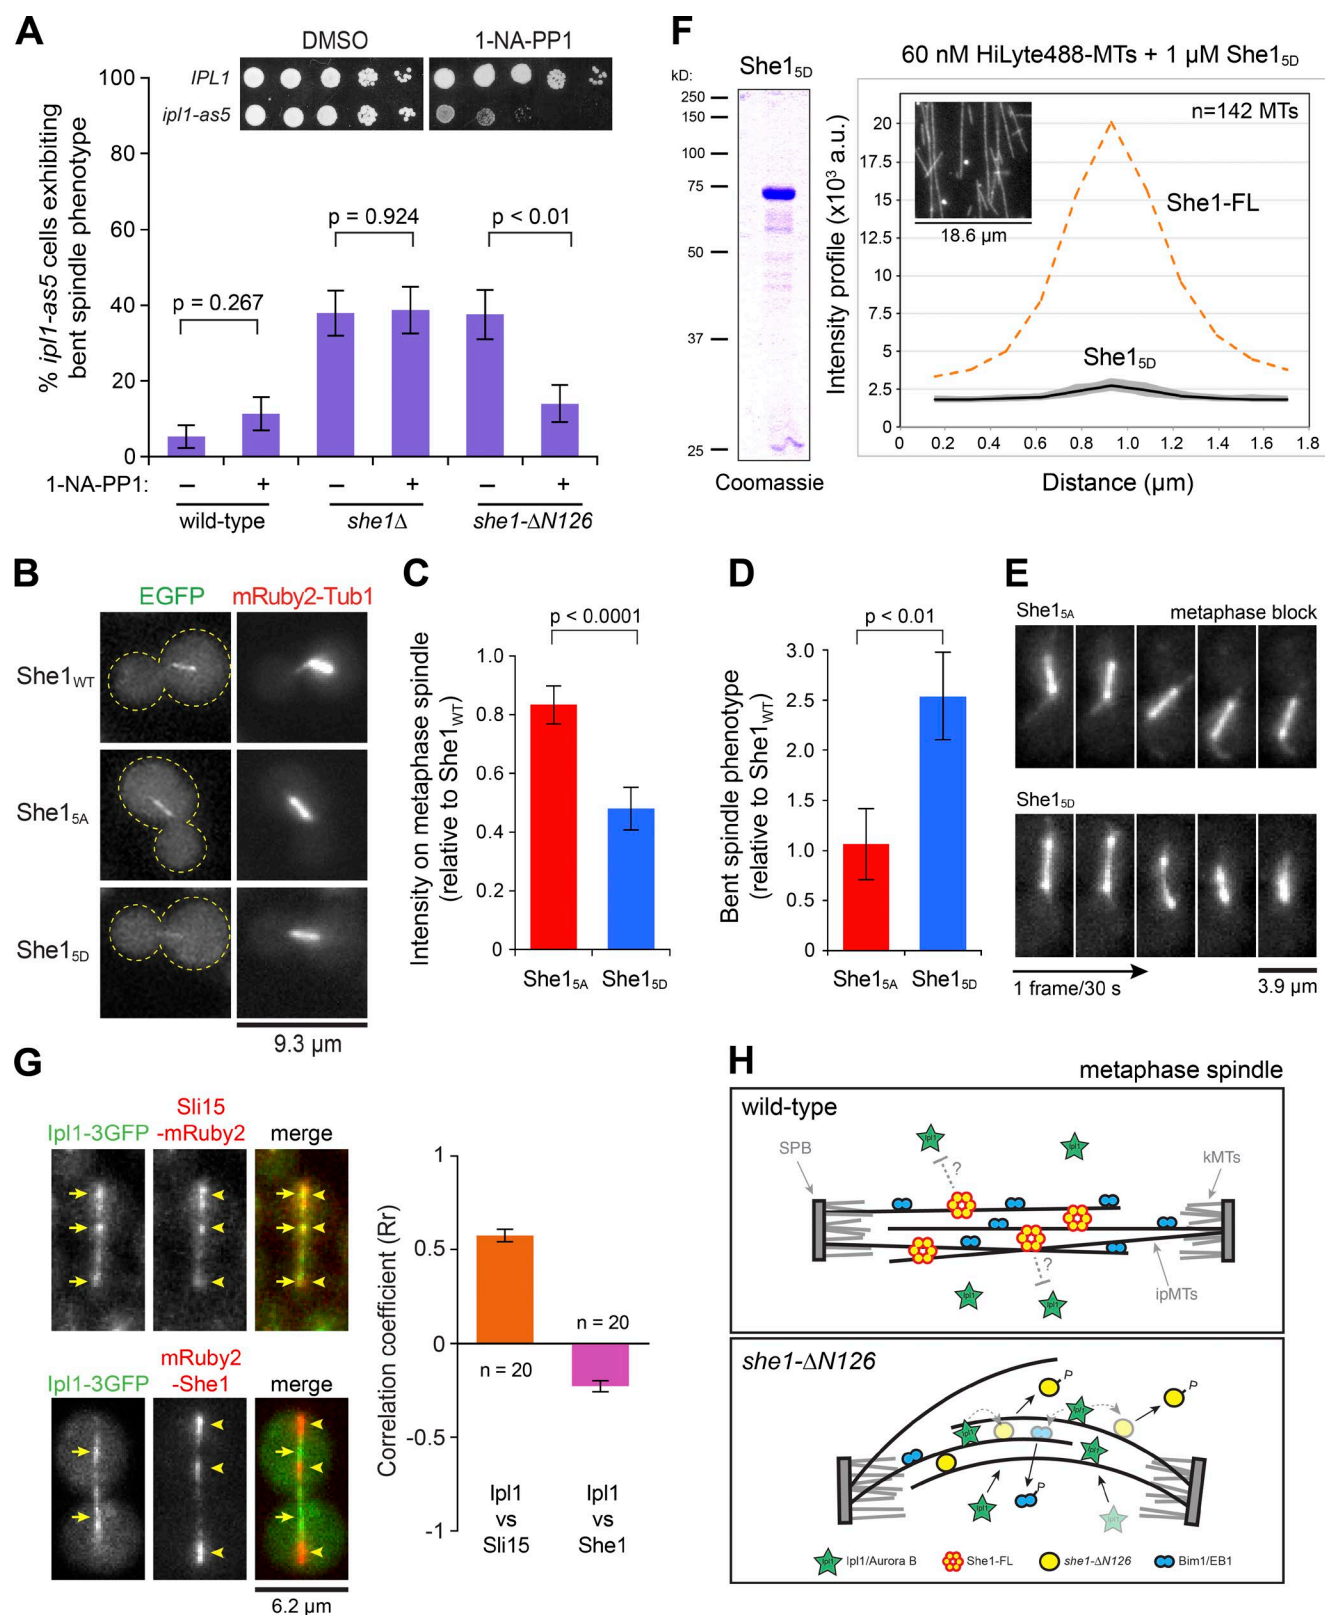 A
DMSO
1-NA-PP1
IPL1
ipl1-as5
% ipl1-as5 cells exhibiting
bent spindle phenotype
100
80
60
40
20
0
p = 0.267
p = 0.924
p < 0.01
1-NA-PP1:
– + – + – +
wild-type
she1Δ
she1-ΔN126
F
kD:
She15D
250
150
100
75
50
37
25
Coomassie
60 nM HiLyte488-MTs + 1 µM She15D
n=142 MTs
Intensity profile (x10³ a.u.)
20
17.5
15
12.5
10
7.5
5
2.5
0
18.6 µm
She1-FL
She15D
0 0.2 0.4 0.6 0.8 1.0 1.2 1.4 1.6 1.8
Distance (µm)
B
EGFP
mRuby2-Tub1
She1WT
She15A
She15D
9.3 µm
C
Intensity on metaphase spindle
(relative to She1WT)
p < 0.0001
1.0
0.8
0.6
0.4
0.2
0
She15A She15D
D
Bent spindle phenotype
(relative to She1WT)
p < 0.01
3.0
2.5
2.0
1.5
1.0
0.5
0
She15A She15D
E
She15A
metaphase block
She15D
1 frame/30 s
3.9 µm
G
Ipl1-3GFP
Sli15
-mRuby2
merge
Ipl1-3GFP
mRuby2
-She1
merge
6.2 µm
Correlation coefficient (Rr)
1
0.5
0
-0.5
-1
n = 20
n = 20
Ipl1
vs
Sli15
Ipl1
vs
She1
H
metaphase spindle
wild-type
SPB
kMTs
ipMTs
Ipl1
Ipl1
Ipl1
Ipl1
?
?
she1-ΔN126
P
P
P
Ipl1
Ipl1
Ipl1
Ipl1
Ipl1
Ipl1
Ipl1/Aurora B
She1-FL
she1-ΔN126
Bim1/EB1